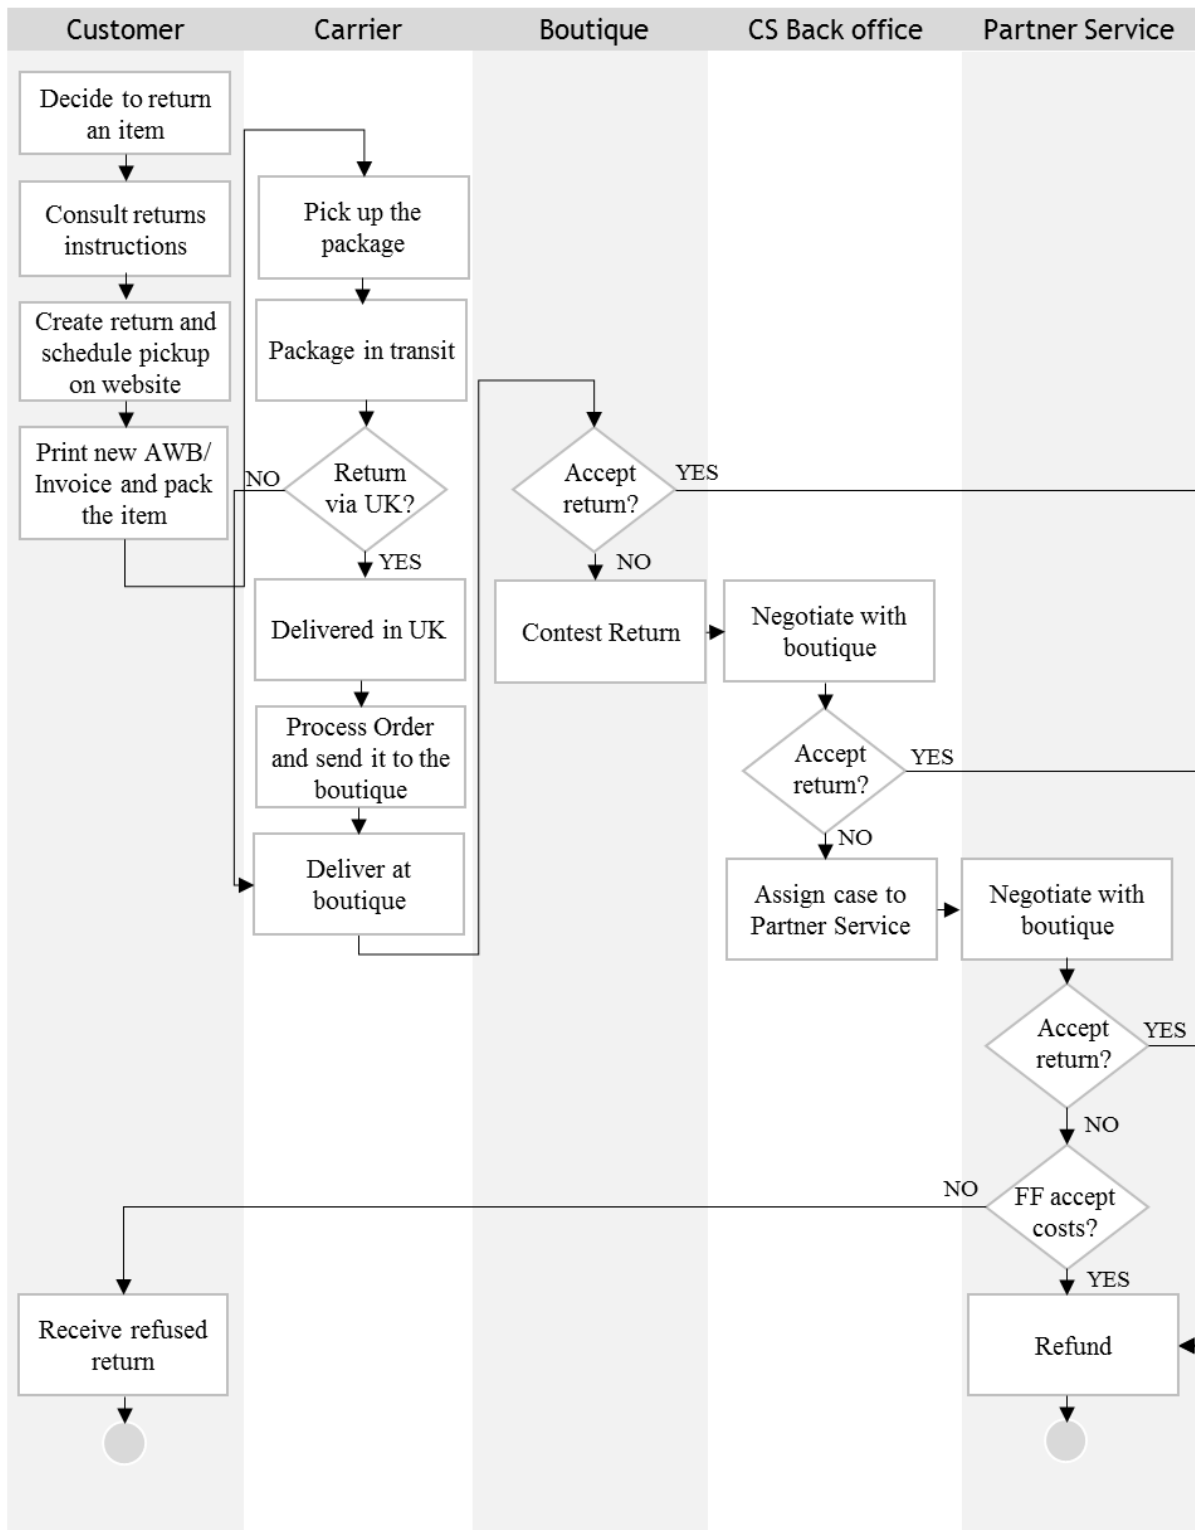 Customer
Carrier
Boutique
CS Back office
Partner Service
Decide to return
an item
Consult returns
instructions
Create return and
schedule pickup
on website
Print new AWB/
Invoice and pack
the item
Pick up the
package
Package in transit
Return
via UK?
NO
YES
Delivered in UK
Process Order
and send it to the
boutique
Deliver at
boutique
Accept
return?
YES
NO
Contest Return
Negotiate with
boutique
Accept
return?
YES
NO
Assign case to
Partner Service
Negotiate with
boutique
Accept
return?
YES
NO
FF accept
costs?
NO
YES
Receive refused
return
Refund